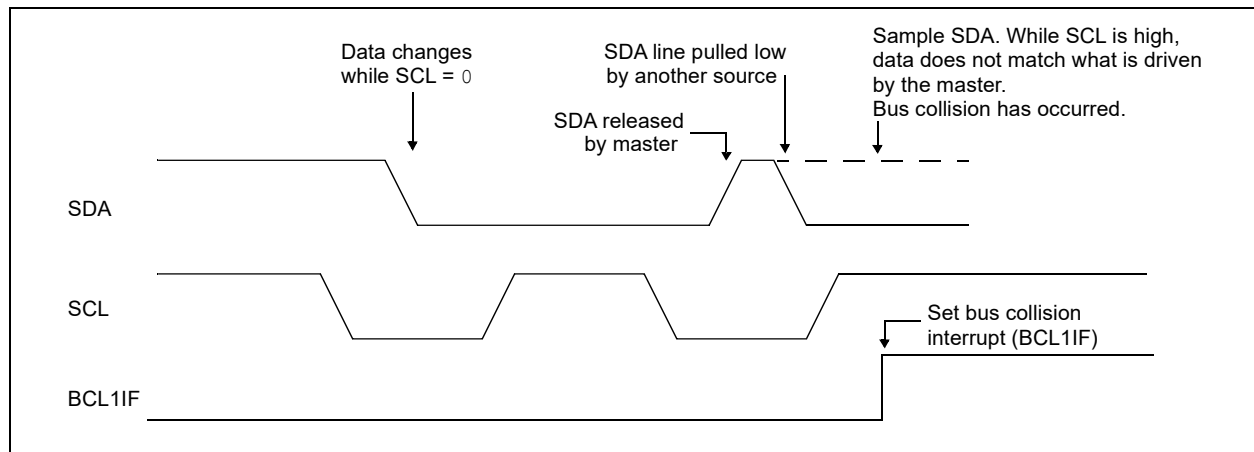 Data changes
while SCL = 0
SDA line pulled low
by another source
Sample SDA. While SCL is high,
data does not match what is driven
by the master.
Bus collision has occurred.
SDA released
by master
SDA
SCL
Set bus collision
interrupt (BCL1IF)
BCL1IF